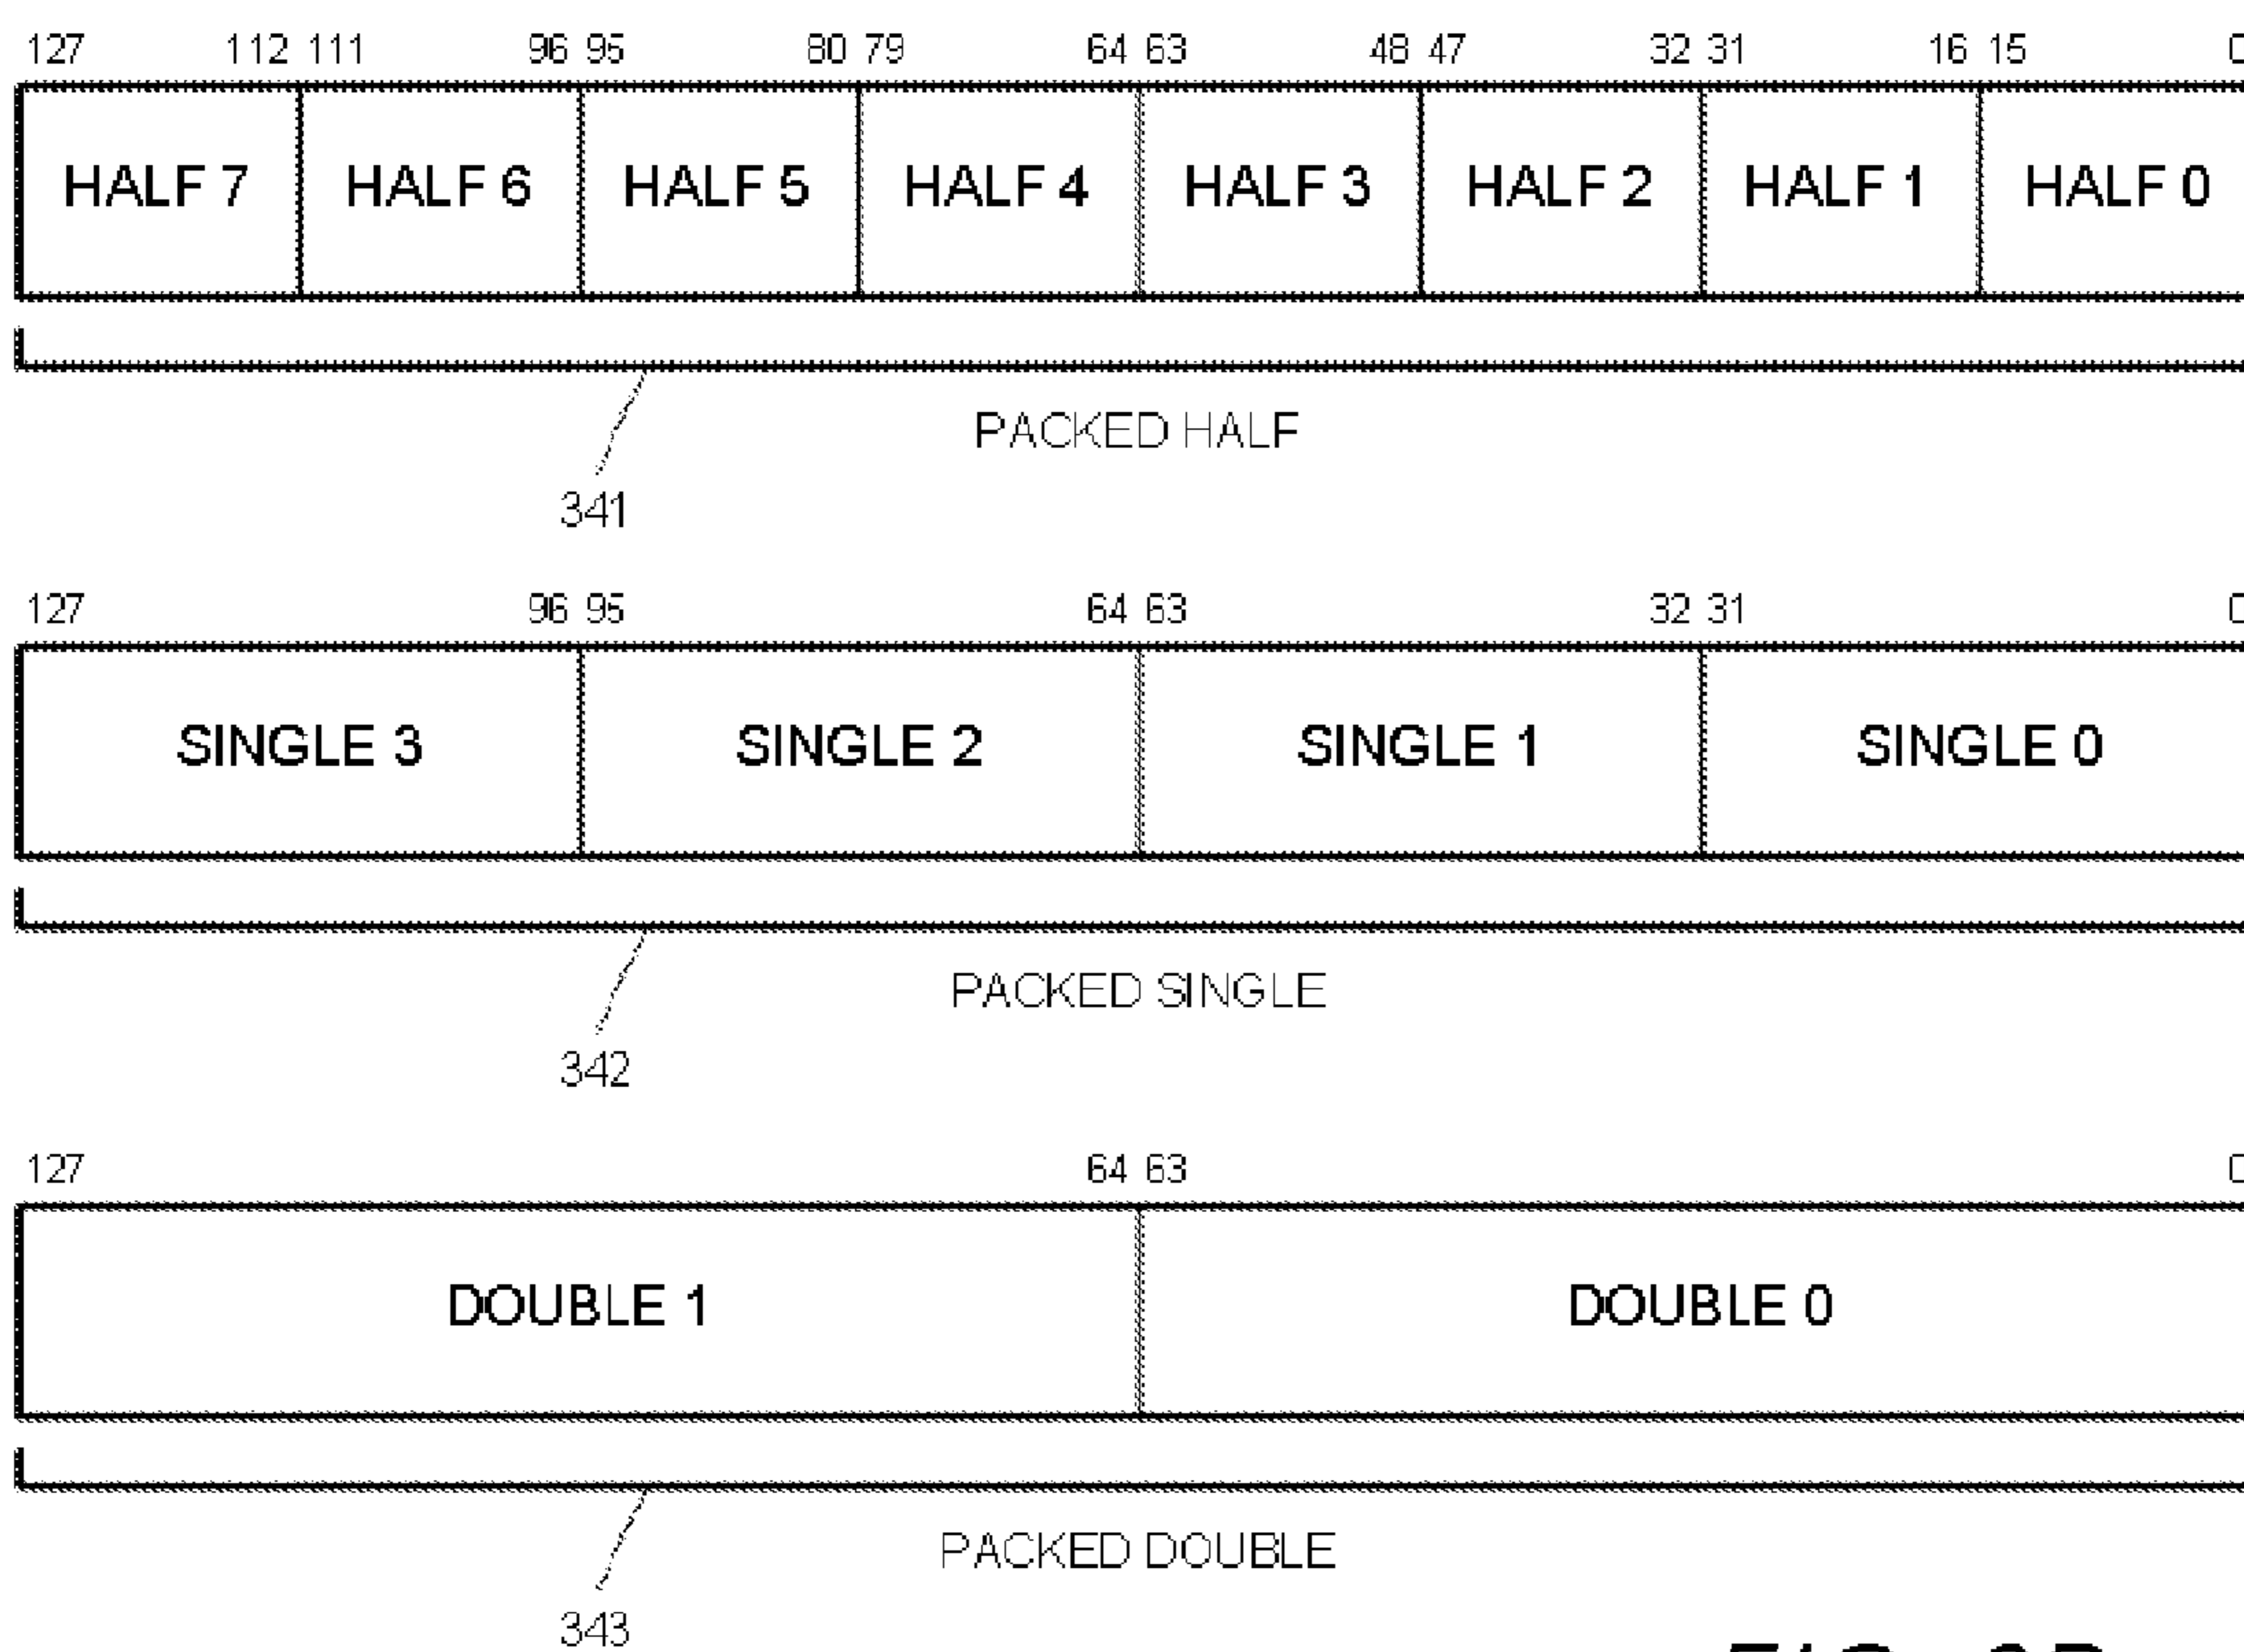 127 112 111 96 95 80 79 64 63 48 47 32 31 16 15 0
HALF 7 HALF 6 HALF 5 HALF 4 HALF 3 HALF 2 HALF 1 HALF 0
PACKED HALF
341
127 96 95 64 63 32 31 0
SINGLE 3 SINGLE 2 SINGLE 1 SINGLE 0
PACKED SINGLE
342
127 64 63 0
DOUBLE 1 DOUBLE 0
PACKED DOUBLE
343